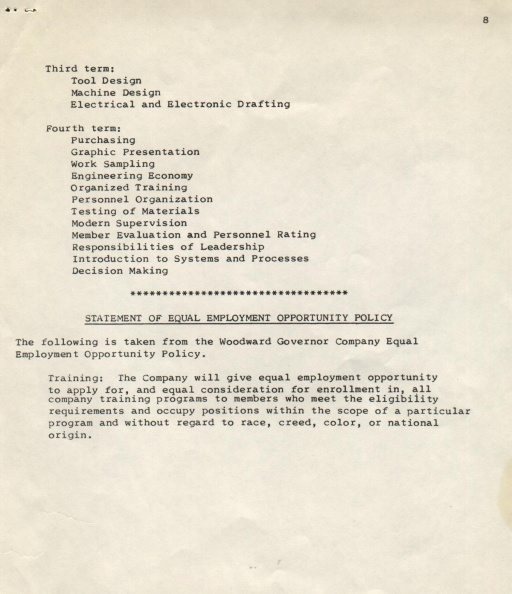 8
Third term:
Tool Design
Machine Design
Electrical and Electronic Drafting
Fourth term:
Purchasing
Graphic Presentation
Work Sampling
Engineering Economy
Organized Training
Personnel Organization
Testing of Materials
Modern Supervision
Member Evaluation and Personnel Rating
Responsibilities of Leadership
Introduction to Systems and Processes
Decision Making
**********************************
STATEMENT OF EQUAL EMPLOYMENT OPPORTUNITY POLICY
The following is taken from the Woodward Governor Company Equal
Employment Opportunity Policy.
Training: The Company will give equal employment opportunity
to apply for, and equal consideration for enrollment in, all
company training programs to members who meet the eligibility
requirements and occupy positions within the scope of a particular
program and without regard to race, creed, color, or national
origin.